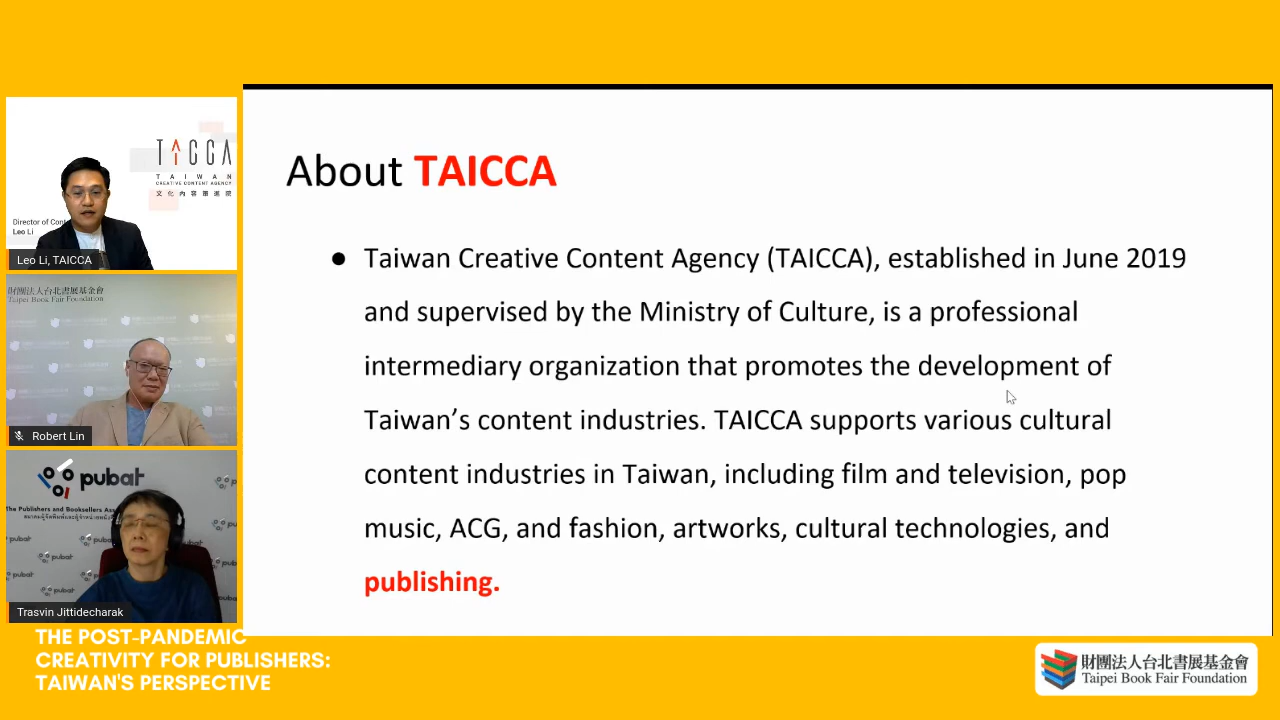 TAICCA
TAIWAN
CREATIVE CONTENT AGENCY
文化內容策進院
Director of Cont
Leo Li
Leo Li, TAICCA
財團法人台北書展基金會
Taipei Book Fair Foundation
Robert Lin
pubat
The Publishers and Booksellers Ass
Trasvin Jittidecharak
About TAICCA
● Taiwan Creative Content Agency (TAICCA), established in June 2019
and supervised by the Ministry of Culture, is a professional
intermediary organization that promotes the development of
Taiwan’s content industries. TAICCA supports various cultural
content industries in Taiwan, including film and television, pop
music, ACG, and fashion, artworks, cultural technologies, and
publishing.
THE POST-PANDEMIC
CREATIVITY FOR PUBLISHERS:
TAIWAN'S PERSPECTIVE
財團法人台北書展基金會
Taipei Book Fair Foundation